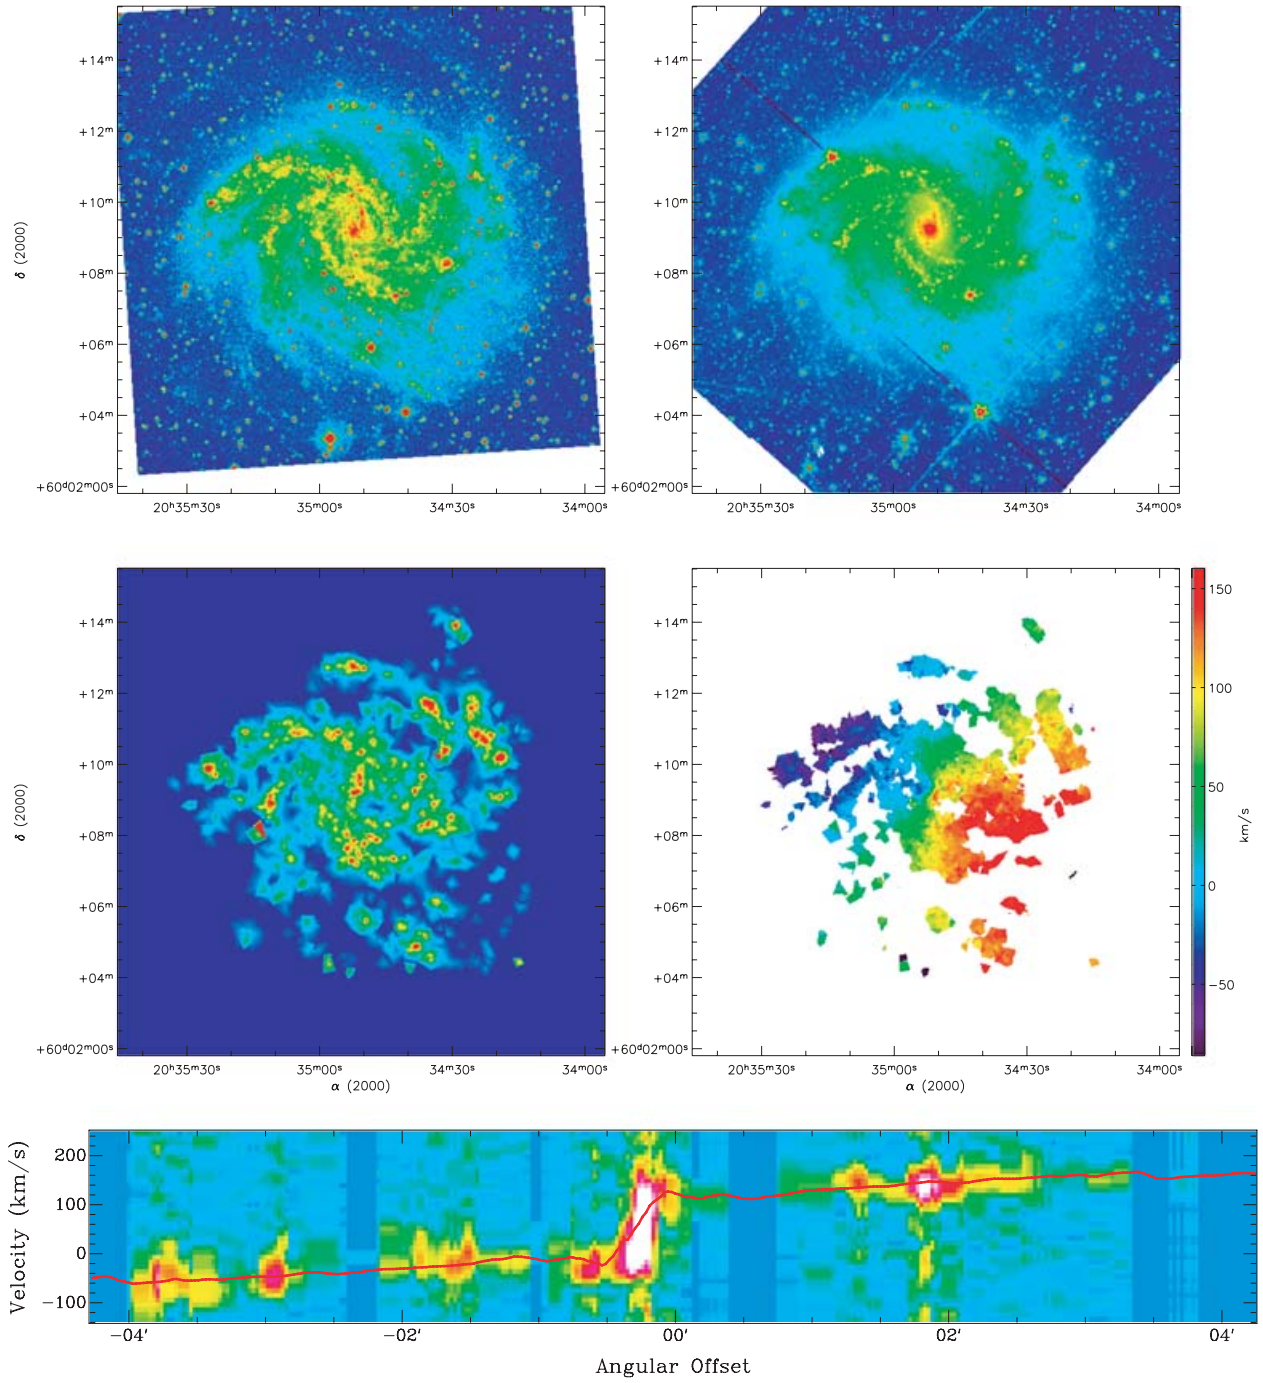 +14ᵐ
+12ᵐ
+10ᵐ
+08ᵐ
+06ᵐ
+04ᵐ
+60ᵈ02ᵐ00ˢ
δ (2000)
20ʰ35ᵐ30ˢ 35ᵐ00ˢ 34ᵐ30ˢ 34ᵐ00ˢ
+14ᵐ
+12ᵐ
+10ᵐ
+08ᵐ
+06ᵐ
+04ᵐ
+60ᵈ02ᵐ00ˢ
20ʰ35ᵐ30ˢ 35ᵐ00ˢ 34ᵐ30ˢ 34ᵐ00ˢ
+14ᵐ
+12ᵐ
+10ᵐ
+08ᵐ
+06ᵐ
+04ᵐ
+60ᵈ02ᵐ00ˢ
δ (2000)
20ʰ35ᵐ30ˢ 35ᵐ00ˢ 34ᵐ30ˢ 34ᵐ00ˢ
α (2000)
+14ᵐ
+12ᵐ
+10ᵐ
+08ᵐ
+06ᵐ
+04ᵐ
+60ᵈ02ᵐ00ˢ
20ʰ35ᵐ30ˢ 35ᵐ00ˢ 34ᵐ30ˢ 34ᵐ00ˢ
α (2000)
150
100
50
0
−50
km/s
Velocity (km/s)
200
100
0
−100
−04′ −02′ 00′ 02′ 04′
Angular Offset